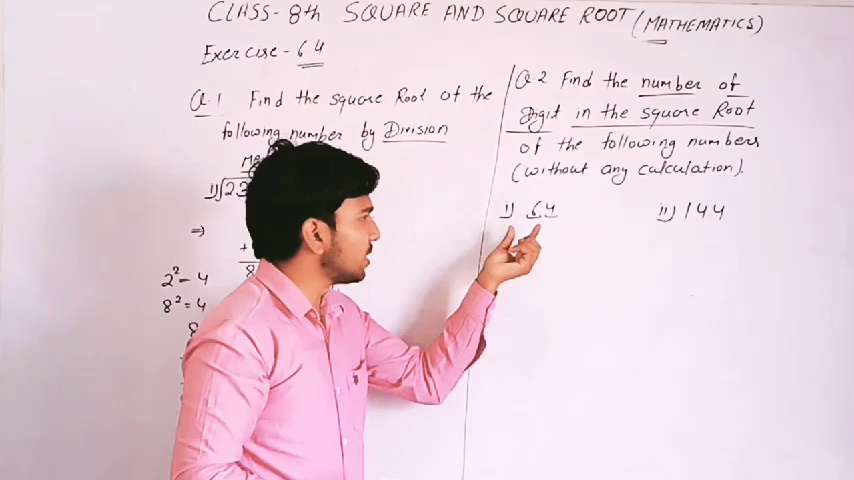 CLASS- 8th SQUARE AND SQUARE ROOT (MATHEMATICS)
Exercise - 6 4
Q.1 Find the square Root of the
following number by Division
⇒
2² - 4
8² = 4
Q.2 Find the number of
Digit in the square Root
of the following numbers
(without any calculation).
i) 64
ii) 144